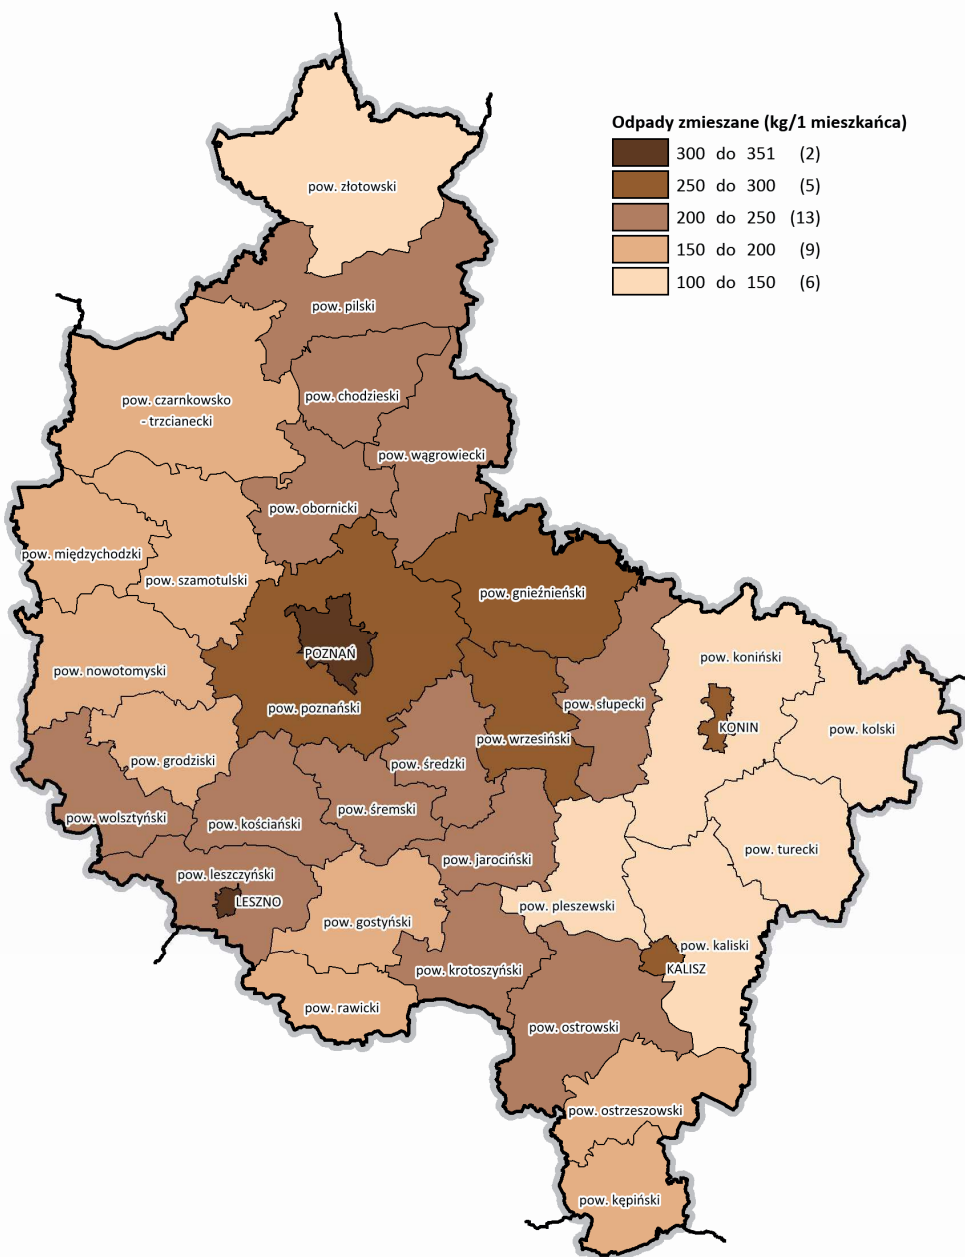 Odpady zmieszane (kg/1 mieszkańca)
300 do 351 (2)
250 do 300 (5)
200 do 250 (13)
150 do 200 (9)
100 do 150 (6)
pow. złotowski
pow. pilski
pow. chodzieski
pow. czarnkowsko
- trzcianecki
pow. wągrowiecki
pow. obornicki
pow. międzychodzki
pow. szamotulski
pow. gnieźnieński
POZNAŃ
pow. koniński
pow. nowotomyski
pow. słupecki
pow. poznański
KONIN
pow. kolski
pow. wrzesiński
pow. grodziski
pow. średzki
pow. śremski
pow. wolsztyński
pow. kościański
pow. turecki
pow. jarociński
pow. leszczyński
LESZNO
pow. pleszewski
pow. gostyński
pow. kaliski
KALISZ
pow. krotoszyński
pow. rawicki
pow. ostrowski
pow. ostrzeszowski
pow. kępiński